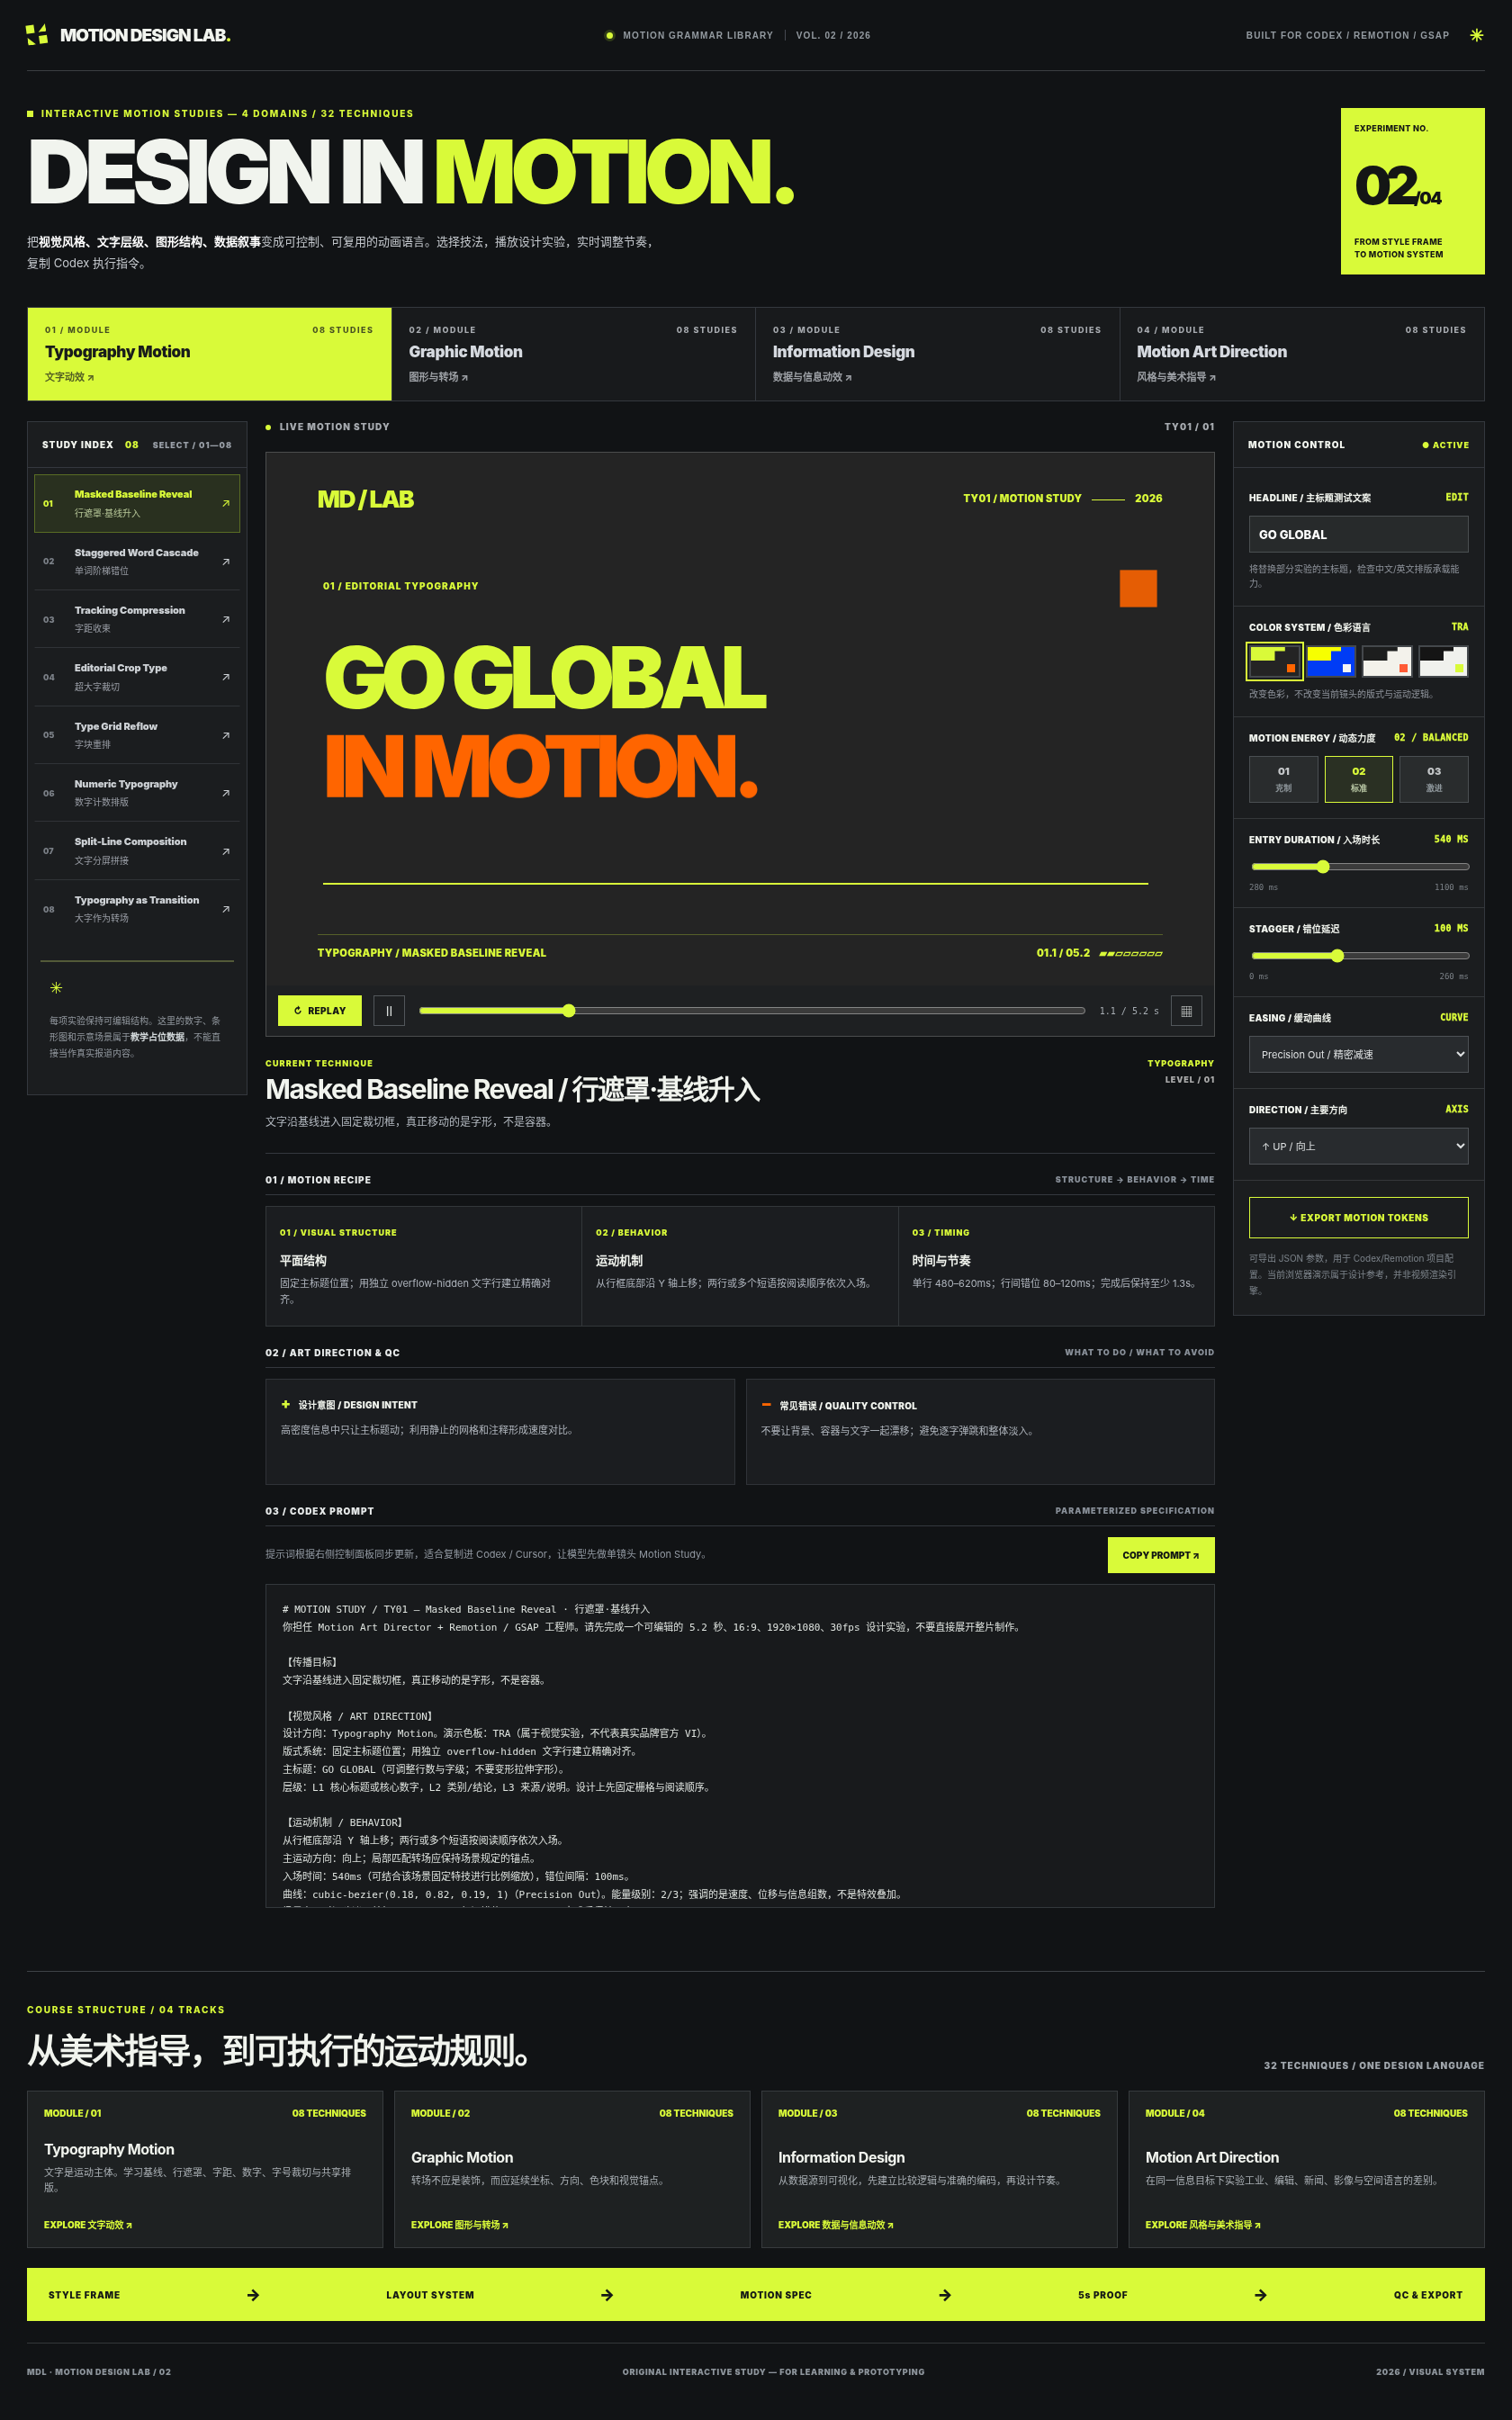 MOTION DESIGN LAB.
MOTION GRAMMAR LIBRARY
VOL. 02 / 2026
BUILT FOR CODEX / REMOTION / GSAP
INTERACTIVE MOTION STUDIES — 4 DOMAINS / 32 TECHNIQUES
DESIGN IN MOTION.
把视觉风格、文字层级、图形结构、数据叙事变成可控制、可复用的动画语言。选择技法，播放设计实验，实时调整节奏，
复制 Codex 执行指令。
EXPERIMENT NO.
02/04
FROM STYLE FRAME
TO MOTION SYSTEM
01 / MODULE
08 STUDIES
Typography Motion
文字动效 ↗
02 / MODULE
08 STUDIES
Graphic Motion
图形与转场 ↗
03 / MODULE
08 STUDIES
Information Design
数据与信息动效 ↗
04 / MODULE
08 STUDIES
Motion Art Direction
风格与美术指导 ↗
STUDY INDEX 08
SELECT / 01—08
01
Masked Baseline Reveal
行遮罩·基线升入
↗
02
Staggered Word Cascade
单词阶梯错位
↗
03
Tracking Compression
字距收束
↗
04
Editorial Crop Type
超大字裁切
↗
05
Type Grid Reflow
字块重排
↗
06
Numeric Typography
数字计数排版
↗
07
Split-Line Composition
文字分屏拼接
↗
08
Typography as Transition
大字作为转场
↗
每项实验保持可编辑结构。这里的数字、条
形图和示意场景属于教学占位数据，不能直
接当作真实报道内容。
LIVE MOTION STUDY
TY01 / 01
MD / LAB
TY01 / MOTION STUDY
2026
01 / EDITORIAL TYPOGRAPHY
GO GLOBAL
IN MOTION.
TYPOGRAPHY / MASKED BASELINE REVEAL
01.1 / 05.2 ▰▰▱▱▱▱▱▱
↻ REPLAY
1.1 / 5.2 s
CURRENT TECHNIQUE
Masked Baseline Reveal / 行遮罩·基线升入
文字沿基线进入固定裁切框，真正移动的是字形，不是容器。
TYPOGRAPHY
LEVEL / 01
01 / MOTION RECIPE
STRUCTURE → BEHAVIOR → TIME
01 / VISUAL STRUCTURE
平面结构
固定主标题位置；用独立 overflow-hidden 文字行建立精确对
齐。
02 / BEHAVIOR
运动机制
从行框底部沿 Y 轴上移；两行或多个短语按阅读顺序依次入场。
03 / TIMING
时间与节奏
单行 480–620ms；行间错位 80–120ms；完成后保持至少 1.3s。
02 / ART DIRECTION & QC
WHAT TO DO / WHAT TO AVOID
+ 设计意图 / DESIGN INTENT
高密度信息中只让主标题动；利用静止的网格和注释形成速度对比。
− 常见错误 / QUALITY CONTROL
不要让背景、容器与文字一起漂移；避免逐字弹跳和整体淡入。
03 / CODEX PROMPT
PARAMETERIZED SPECIFICATION
提示词根据右侧控制面板同步更新，适合复制进 Codex / Cursor，让模型先做单镜头 Motion Study。
COPY PROMPT ↗
# MOTION STUDY / TY01 — Masked Baseline Reveal · 行遮罩·基线升入
你担任 Motion Art Director + Remotion / GSAP 工程师。请先完成一个可编辑的 5.2 秒、16:9、1920×1080、30fps 设计实验，不要直接展开整片制作。
【传播目标】
文字沿基线进入固定裁切框，真正移动的是字形，不是容器。
【视觉风格 / ART DIRECTION】
设计方向：Typography Motion。演示色板：TRA（属于视觉实验，不代表真实品牌官方 VI）。
版式系统：固定主标题位置；用独立 overflow-hidden 文字行建立精确对齐。
主标题：GO GLOBAL（可调整行数与字级；不要变形拉伸字形）。
层级：L1 核心标题或核心数字，L2 类别/结论，L3 来源/说明。设计上先固定栅格与阅读顺序。
【运动机制 / BEHAVIOR】
从行框底部沿 Y 轴上移；两行或多个短语按阅读顺序依次入场。
主运动方向：向上；局部匹配转场应保持场景规定的锚点。
入场时间：540ms（可结合该场景固定特技进行比例缩放），错位间隔：100ms。
曲线：cubic-bezier(0.18, 0.82, 0.19, 1)（Precision Out）。能量级别：2/3；强调的是速度、位移与信息组数，不是特效叠加。
MOTION CONTROL
ACTIVE
HEADLINE / 主标题测试文案
EDIT
GO GLOBAL
将替换部分实验的主标题，检查中文/英文排版承载能
力。
COLOR SYSTEM / 色彩语言
TRA
改变色彩，不改变当前镜头的版式与运动逻辑。
MOTION ENERGY / 动态力度
02 / BALANCED
01
克制
02
标准
03
激进
ENTRY DURATION / 入场时长
540 MS
280 ms
1100 ms
STAGGER / 错位延迟
100 MS
0 ms
260 ms
EASING / 缓动曲线
CURVE
Precision Out / 精密减速
DIRECTION / 主要方向
AXIS
↑ UP / 向上
↓ EXPORT MOTION TOKENS
可导出 JSON 参数，用于 Codex/Remotion 项目配
置。当前浏览器演示属于设计参考，并非视频渲染引
擎。
COURSE STRUCTURE / 04 TRACKS
从美术指导，到可执行的运动规则。
32 TECHNIQUES / ONE DESIGN LANGUAGE
MODULE / 01
08 TECHNIQUES
Typography Motion
文字是运动主体。学习基线、行遮罩、字距、数字、字号裁切与共享排
版。
EXPLORE 文字动效 ↗
MODULE / 02
08 TECHNIQUES
Graphic Motion
转场不应是装饰，而应延续坐标、方向、色块和视觉锚点。
EXPLORE 图形与转场 ↗
MODULE / 03
08 TECHNIQUES
Information Design
从数据源到可视化，先建立比较逻辑与准确的编码，再设计节奏。
EXPLORE 数据与信息动效 ↗
MODULE / 04
08 TECHNIQUES
Motion Art Direction
在同一信息目标下实验工业、编辑、新闻、影像与空间语言的差别。
EXPLORE 风格与美术指导 ↗
STYLE FRAME → LAYOUT SYSTEM → MOTION SPEC → 5s PROOF → QC & EXPORT
MDL · MOTION DESIGN LAB / 02
ORIGINAL INTERACTIVE STUDY — FOR LEARNING & PROTOTYPING
2026 / VISUAL SYSTEM